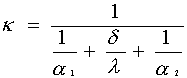 κ = 1 / (1/α₁ + δ/λ + 1/α₂)